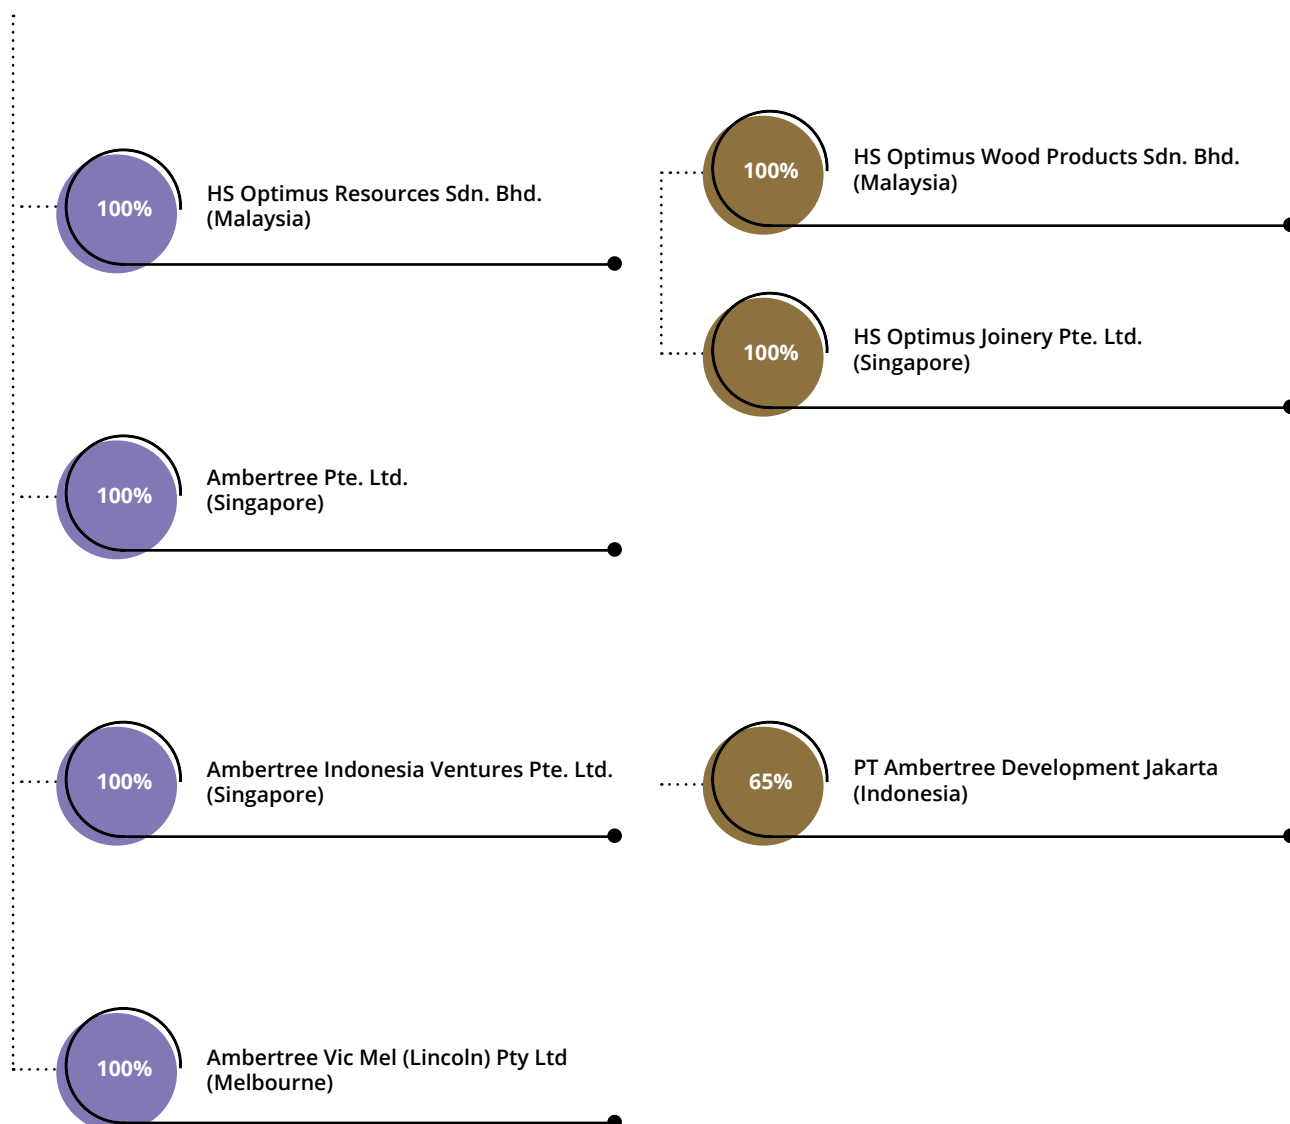 100%
HS Optimus Resources Sdn. Bhd.
(Malaysia)
100%
HS Optimus Wood Products Sdn. Bhd.
(Malaysia)
100%
HS Optimus Joinery Pte. Ltd.
(Singapore)
100%
Ambertree Pte. Ltd.
(Singapore)
100%
Ambertree Indonesia Ventures Pte. Ltd.
(Singapore)
65%
PT Ambertree Development Jakarta
(Indonesia)
100%
Ambertree Vic Mel (Lincoln) Pty Ltd
(Melbourne)